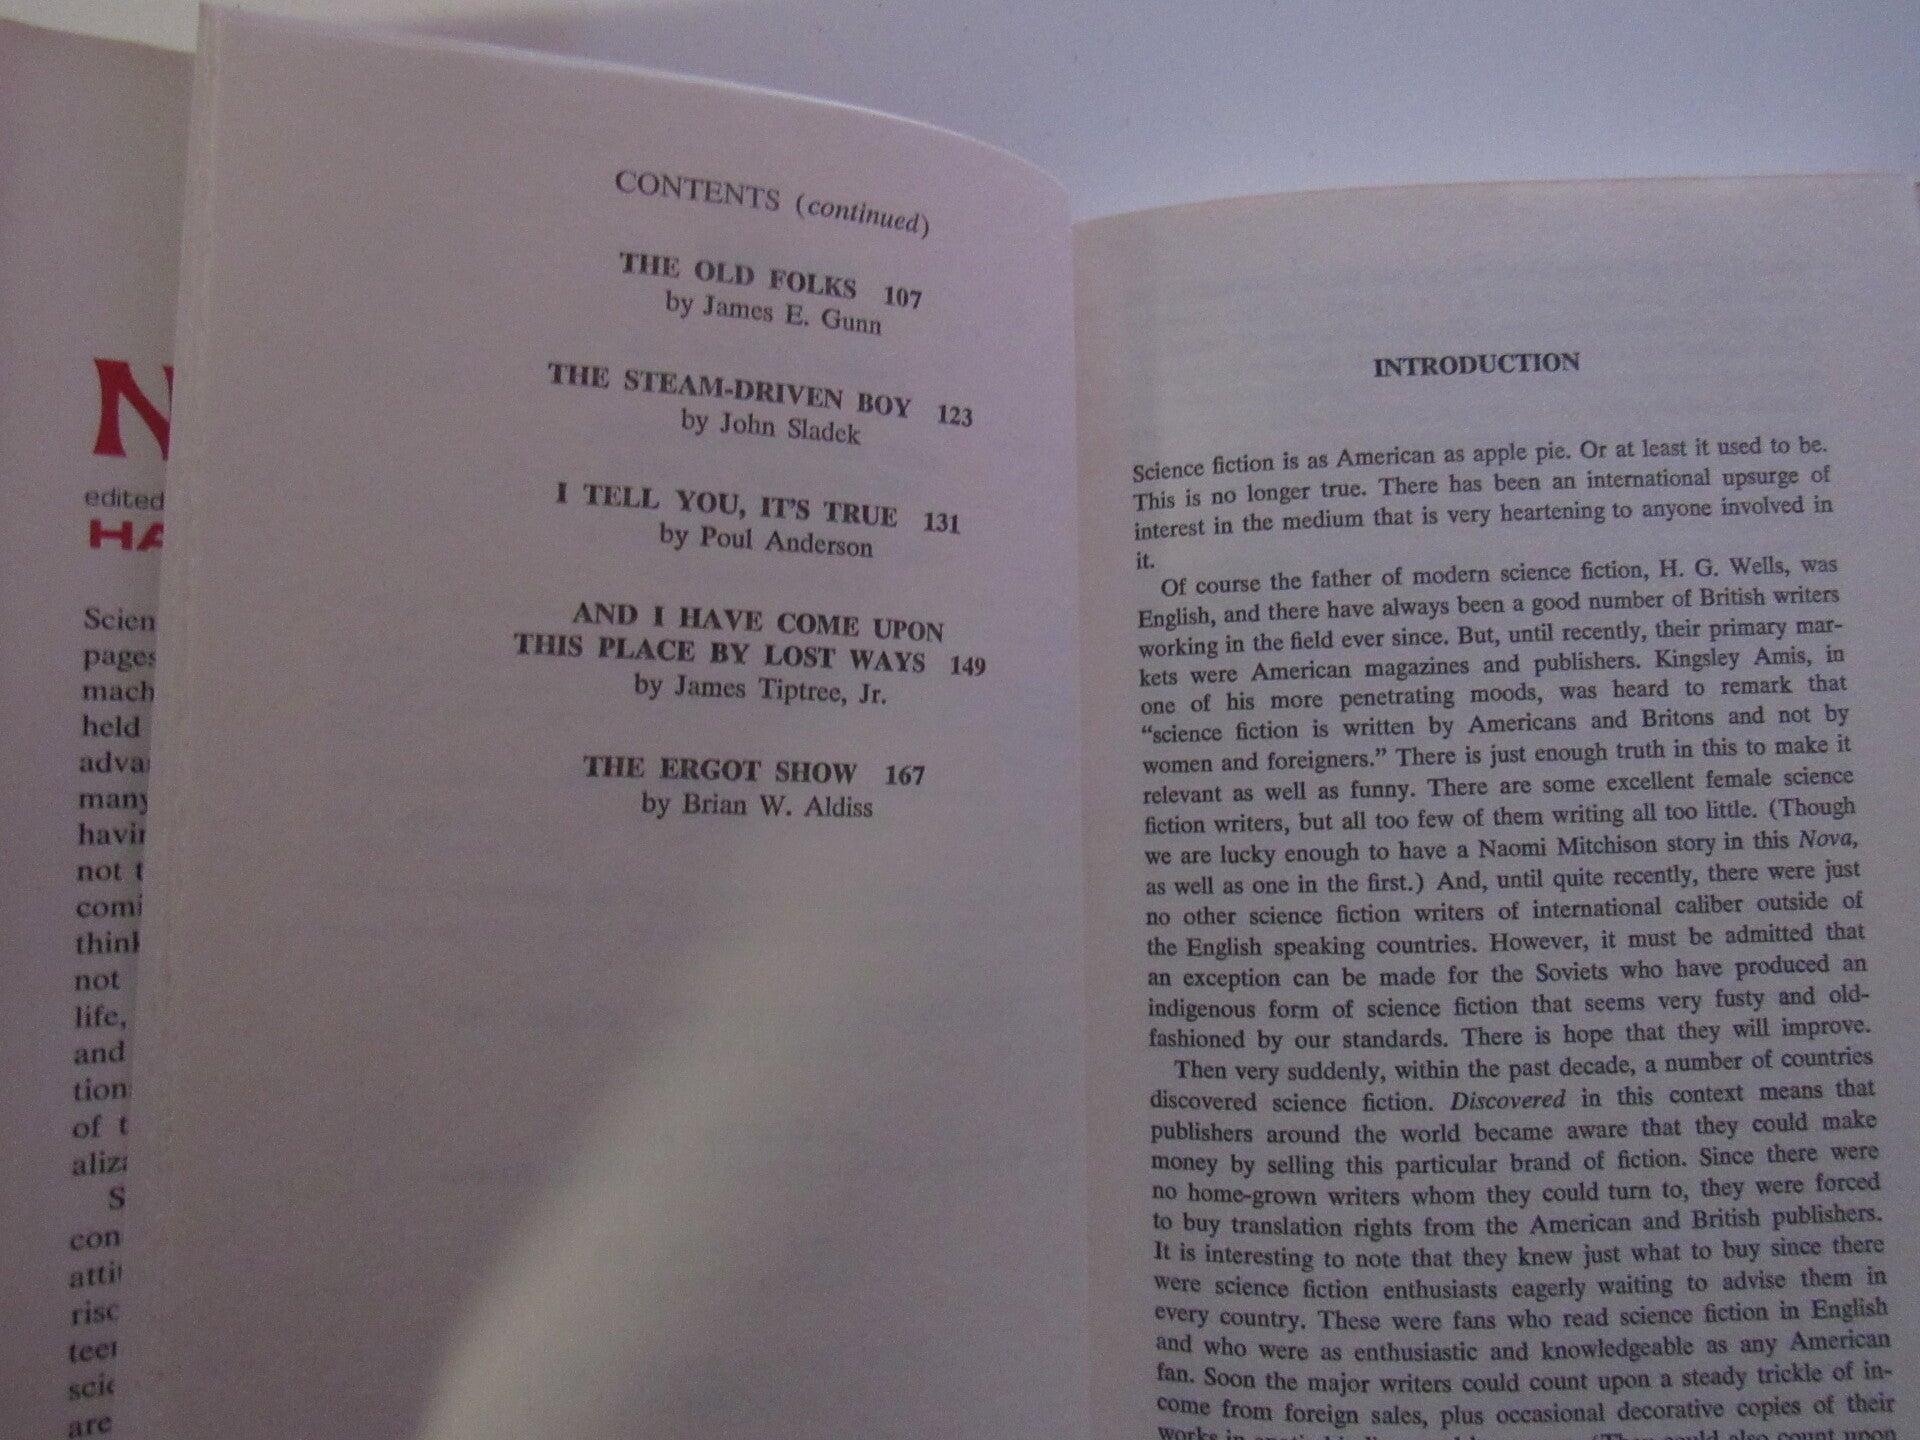 N
edited
HA
Scien
pages
mach
held
adva
many
havin
not t
comi
think
not
life,
and
tion
of t
aliza
S
con
atti
risc
teer
scie
are
CONTENTS (continued)
THE OLD FOLKS 107
by James E. Gunn
THE STEAM-DRIVEN BOY 123
by John Sladek
I TELL YOU, IT'S TRUE 131
by Poul Anderson
AND I HAVE COME UPON
THIS PLACE BY LOST WAYS 149
by James Tiptree, Jr.
THE ERGOT SHOW 167
by Brian W. Aldiss
INTRODUCTION
Science fiction is as American as apple pie. Or at least it used to be.
This is no longer true. There has been an international upsurge of
interest in the medium that is very heartening to anyone involved in
it.
Of course the father of modern science fiction, H. G. Wells, was
English, and there have always been a good number of British writers
working in the field ever since. But, until recently, their primary mar-
kets were American magazines and publishers. Kingsley Amis, in
one of his more penetrating moods, was heard to remark that
“science fiction is written by Americans and Britons and not by
women and foreigners.” There is just enough truth in this to make it
relevant as well as funny. There are some excellent female science
fiction writers, but all too few of them writing all too little. (Though
we are lucky enough to have a Naomi Mitchison story in this Nova,
as well as one in the first.) And, until quite recently, there were just
no other science fiction writers of international caliber outside of
the English speaking countries. However, it must be admitted that
an exception can be made for the Soviets who have produced an
indigenous form of science fiction that seems very fusty and old-
fashioned by our standards. There is hope that they will improve.
Then very suddenly, within the past decade, a number of countries
discovered science fiction. Discovered in this context means that
publishers around the world became aware that they could make
money by selling this particular brand of fiction. Since there were
no home-grown writers whom they could turn to, they were forced
to buy translation rights from the American and British publishers.
It is interesting to note that they knew just what to buy since there
were science fiction enthusiasts eagerly waiting to advise them in
every country. These were fans who read science fiction in English
and who were as enthusiastic and knowledgeable as any American
fan. Soon the major writers could count upon a steady trickle of in-
come from foreign sales, plus occasional decorative copies of their
works in